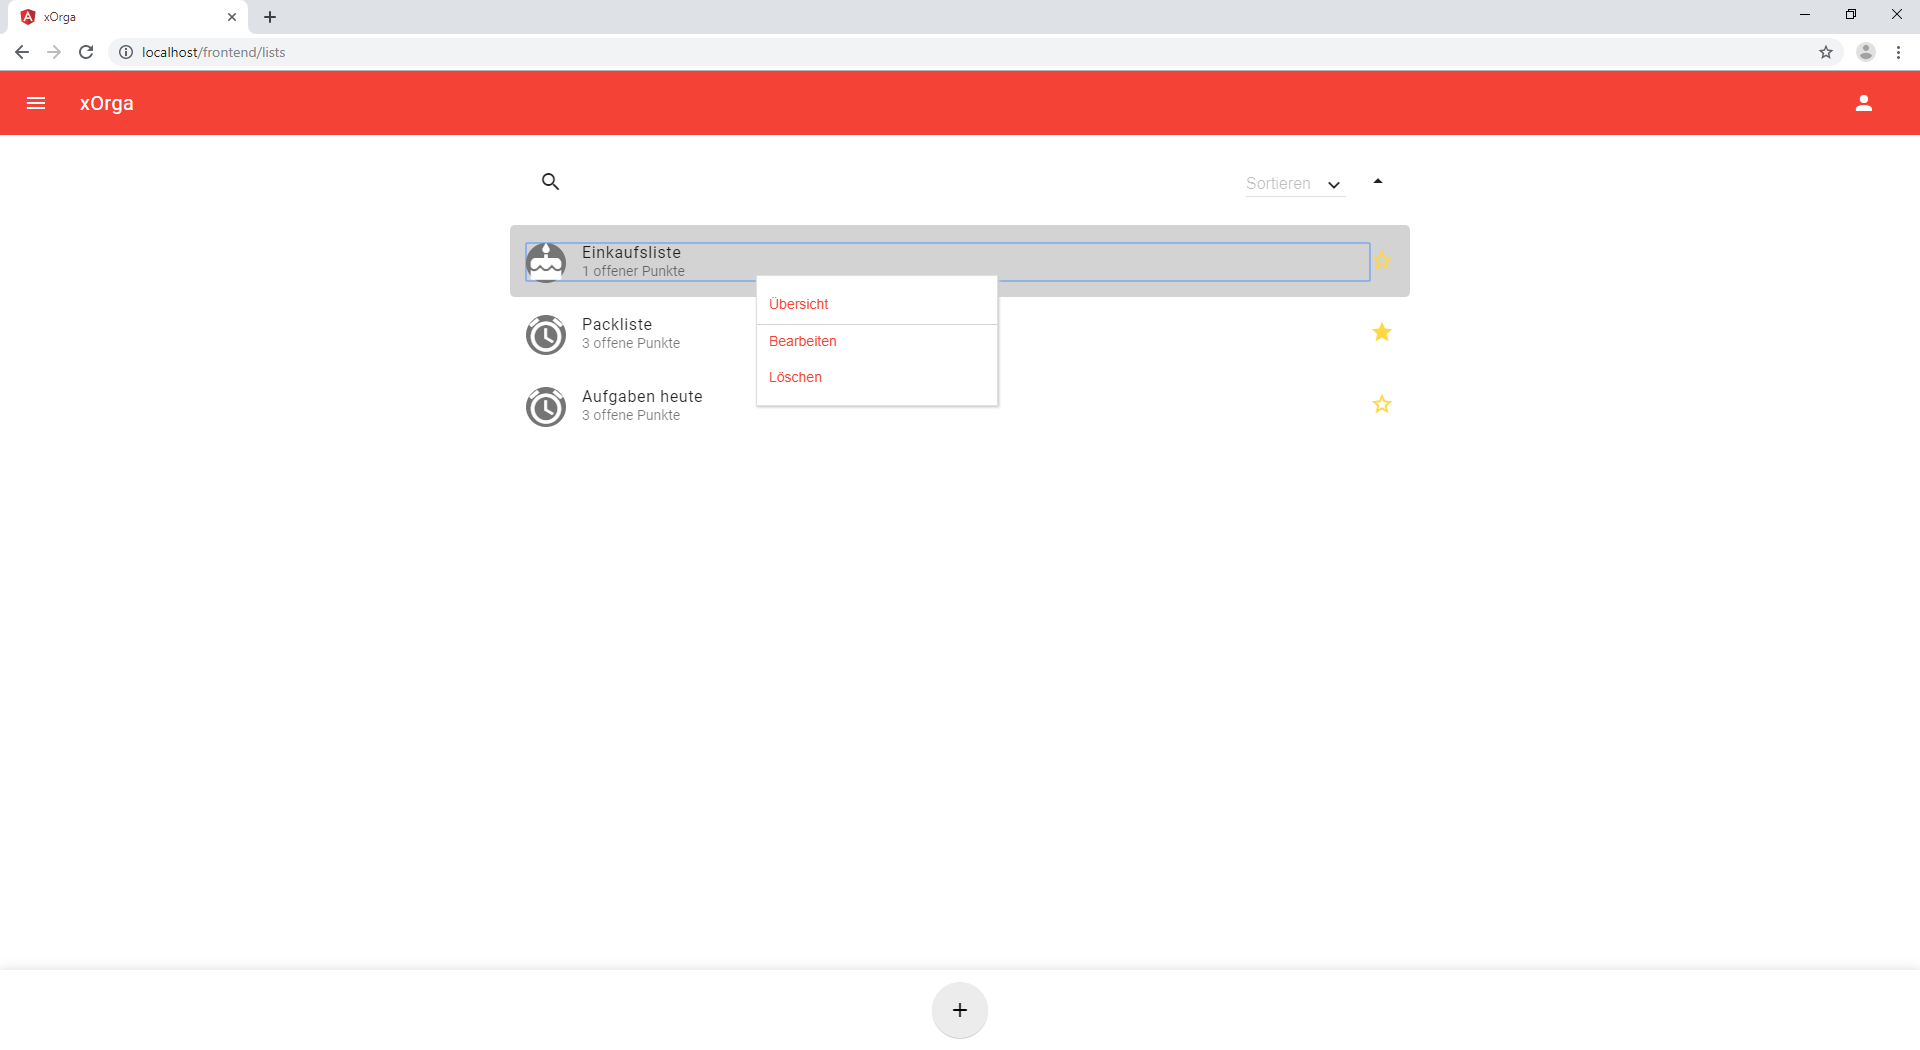 xOrga
localhost/frontend/lists
xOrga
Sortieren
Einkaufsliste
1 offener Punkte
Übersicht
Packliste
3 offene Punkte
Bearbeiten
Löschen
Aufgaben heute
3 offene Punkte